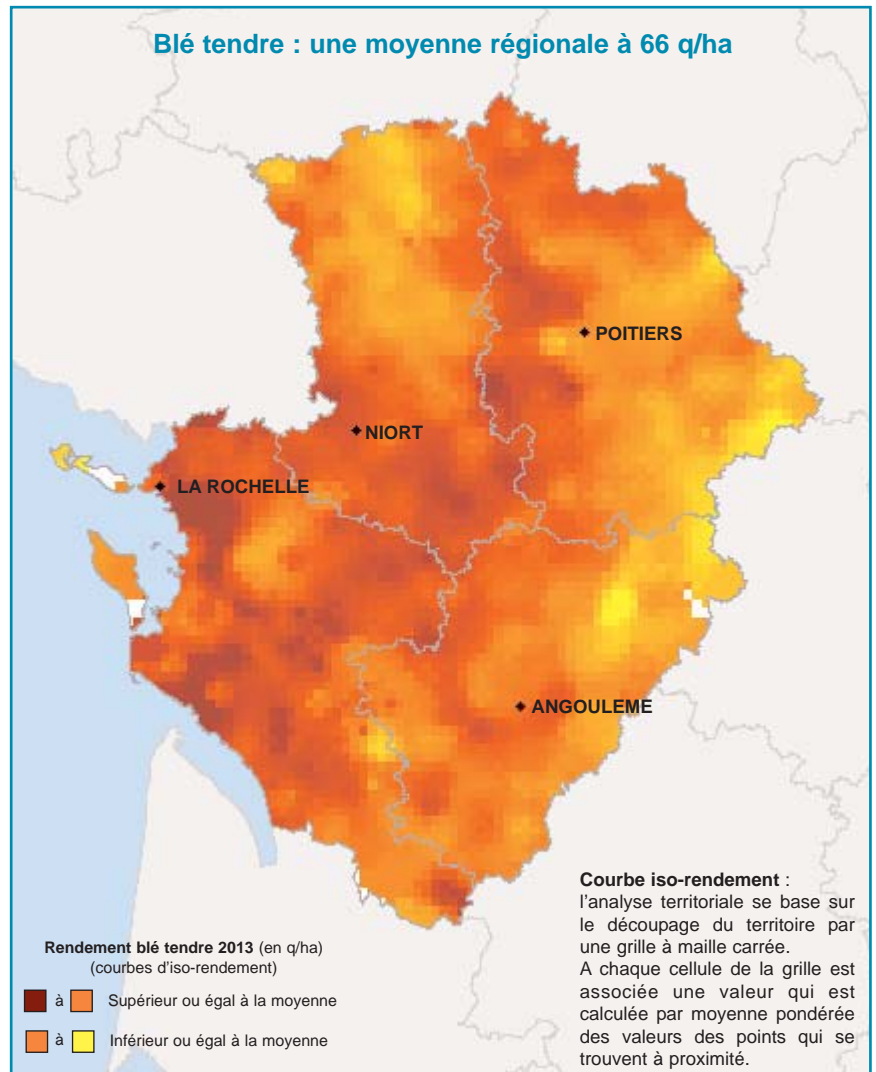 Blé tendre : une moyenne régionale à 66 q/ha
POITIERS
NIORT
LA ROCHELLE
ANGOULEME
Courbe iso-rendement :
l'analyse territoriale se base sur
le découpage du territoire par
une grille à maille carrée.
A chaque cellule de la grille est
associée une valeur qui est
calculée par moyenne pondérée
des valeurs des points qui se
trouvent à proximité.
Rendement blé tendre 2013 (en q/ha)
(courbes d'iso-rendement)
à Supérieur ou égal à la moyenne
à Inférieur ou égal à la moyenne